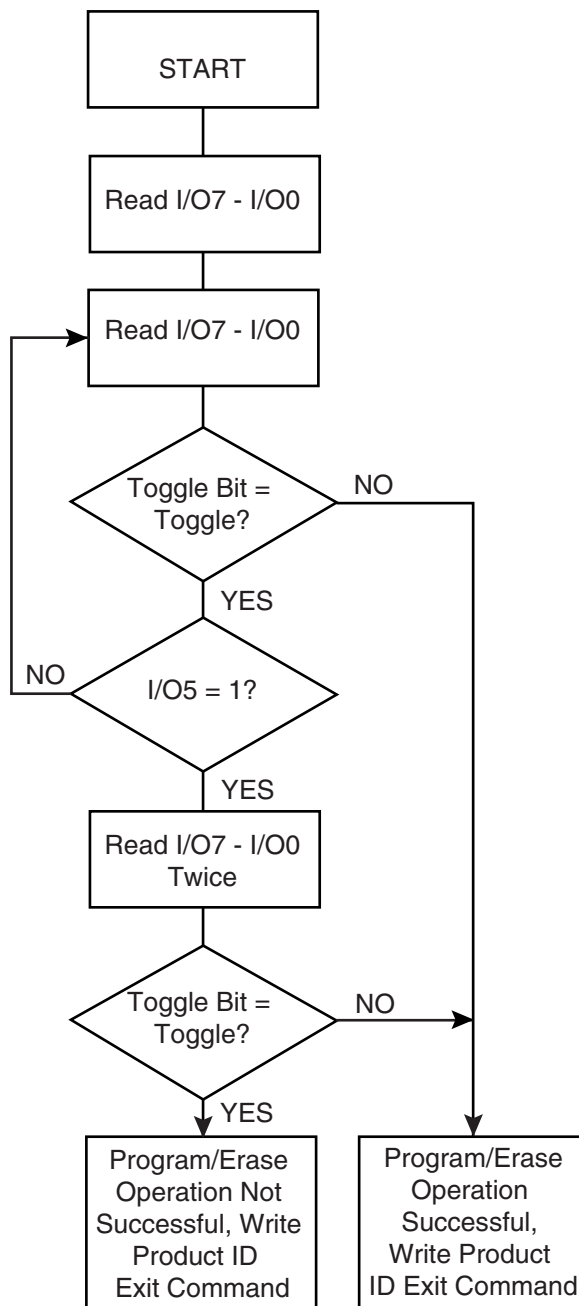 START
Read I/O7 - I/O0
Read I/O7 - I/O0
Toggle Bit =
Toggle?
NO
YES
NO
I/O5 = 1?
YES
Read I/O7 - I/O0
Twice
Toggle Bit =
Toggle?
NO
YES
Program/Erase
Operation Not
Successful, Write
Product ID
Exit Command
Program/Erase
Operation
Successful,
Write Product
ID Exit Command